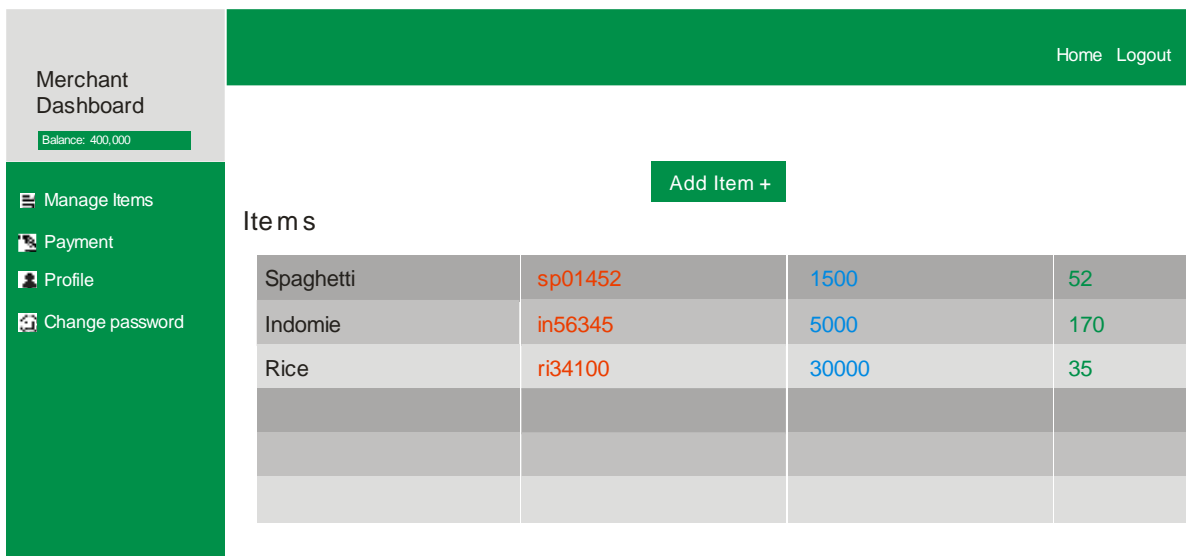 Home Logout
Merchant
Dashboard
Balance: 400,000
Manage Items
Payment
Profile
Change password
Add Item +
Items
Spaghetti sp01452 1500 52
Indomie in56345 5000 170
Rice ri34100 30000 35